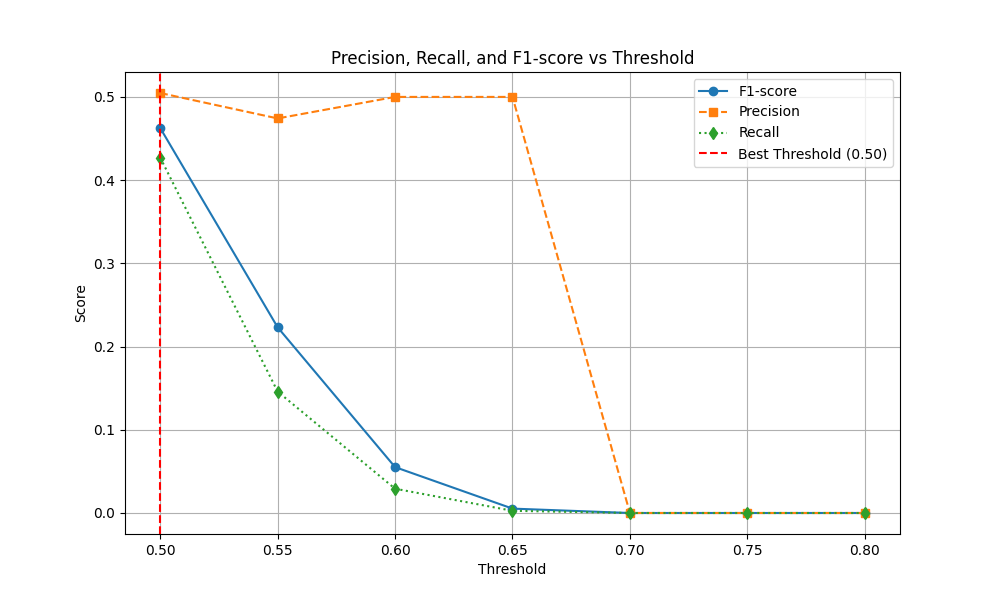 Precision, Recall, and F1-score vs Threshold
F1-score
Precision
Recall
Best Threshold (0.50)
Score
0.5
0.4
0.3
0.2
0.1
0.0
0.50 0.55 0.60 0.65 0.70 0.75 0.80
Threshold